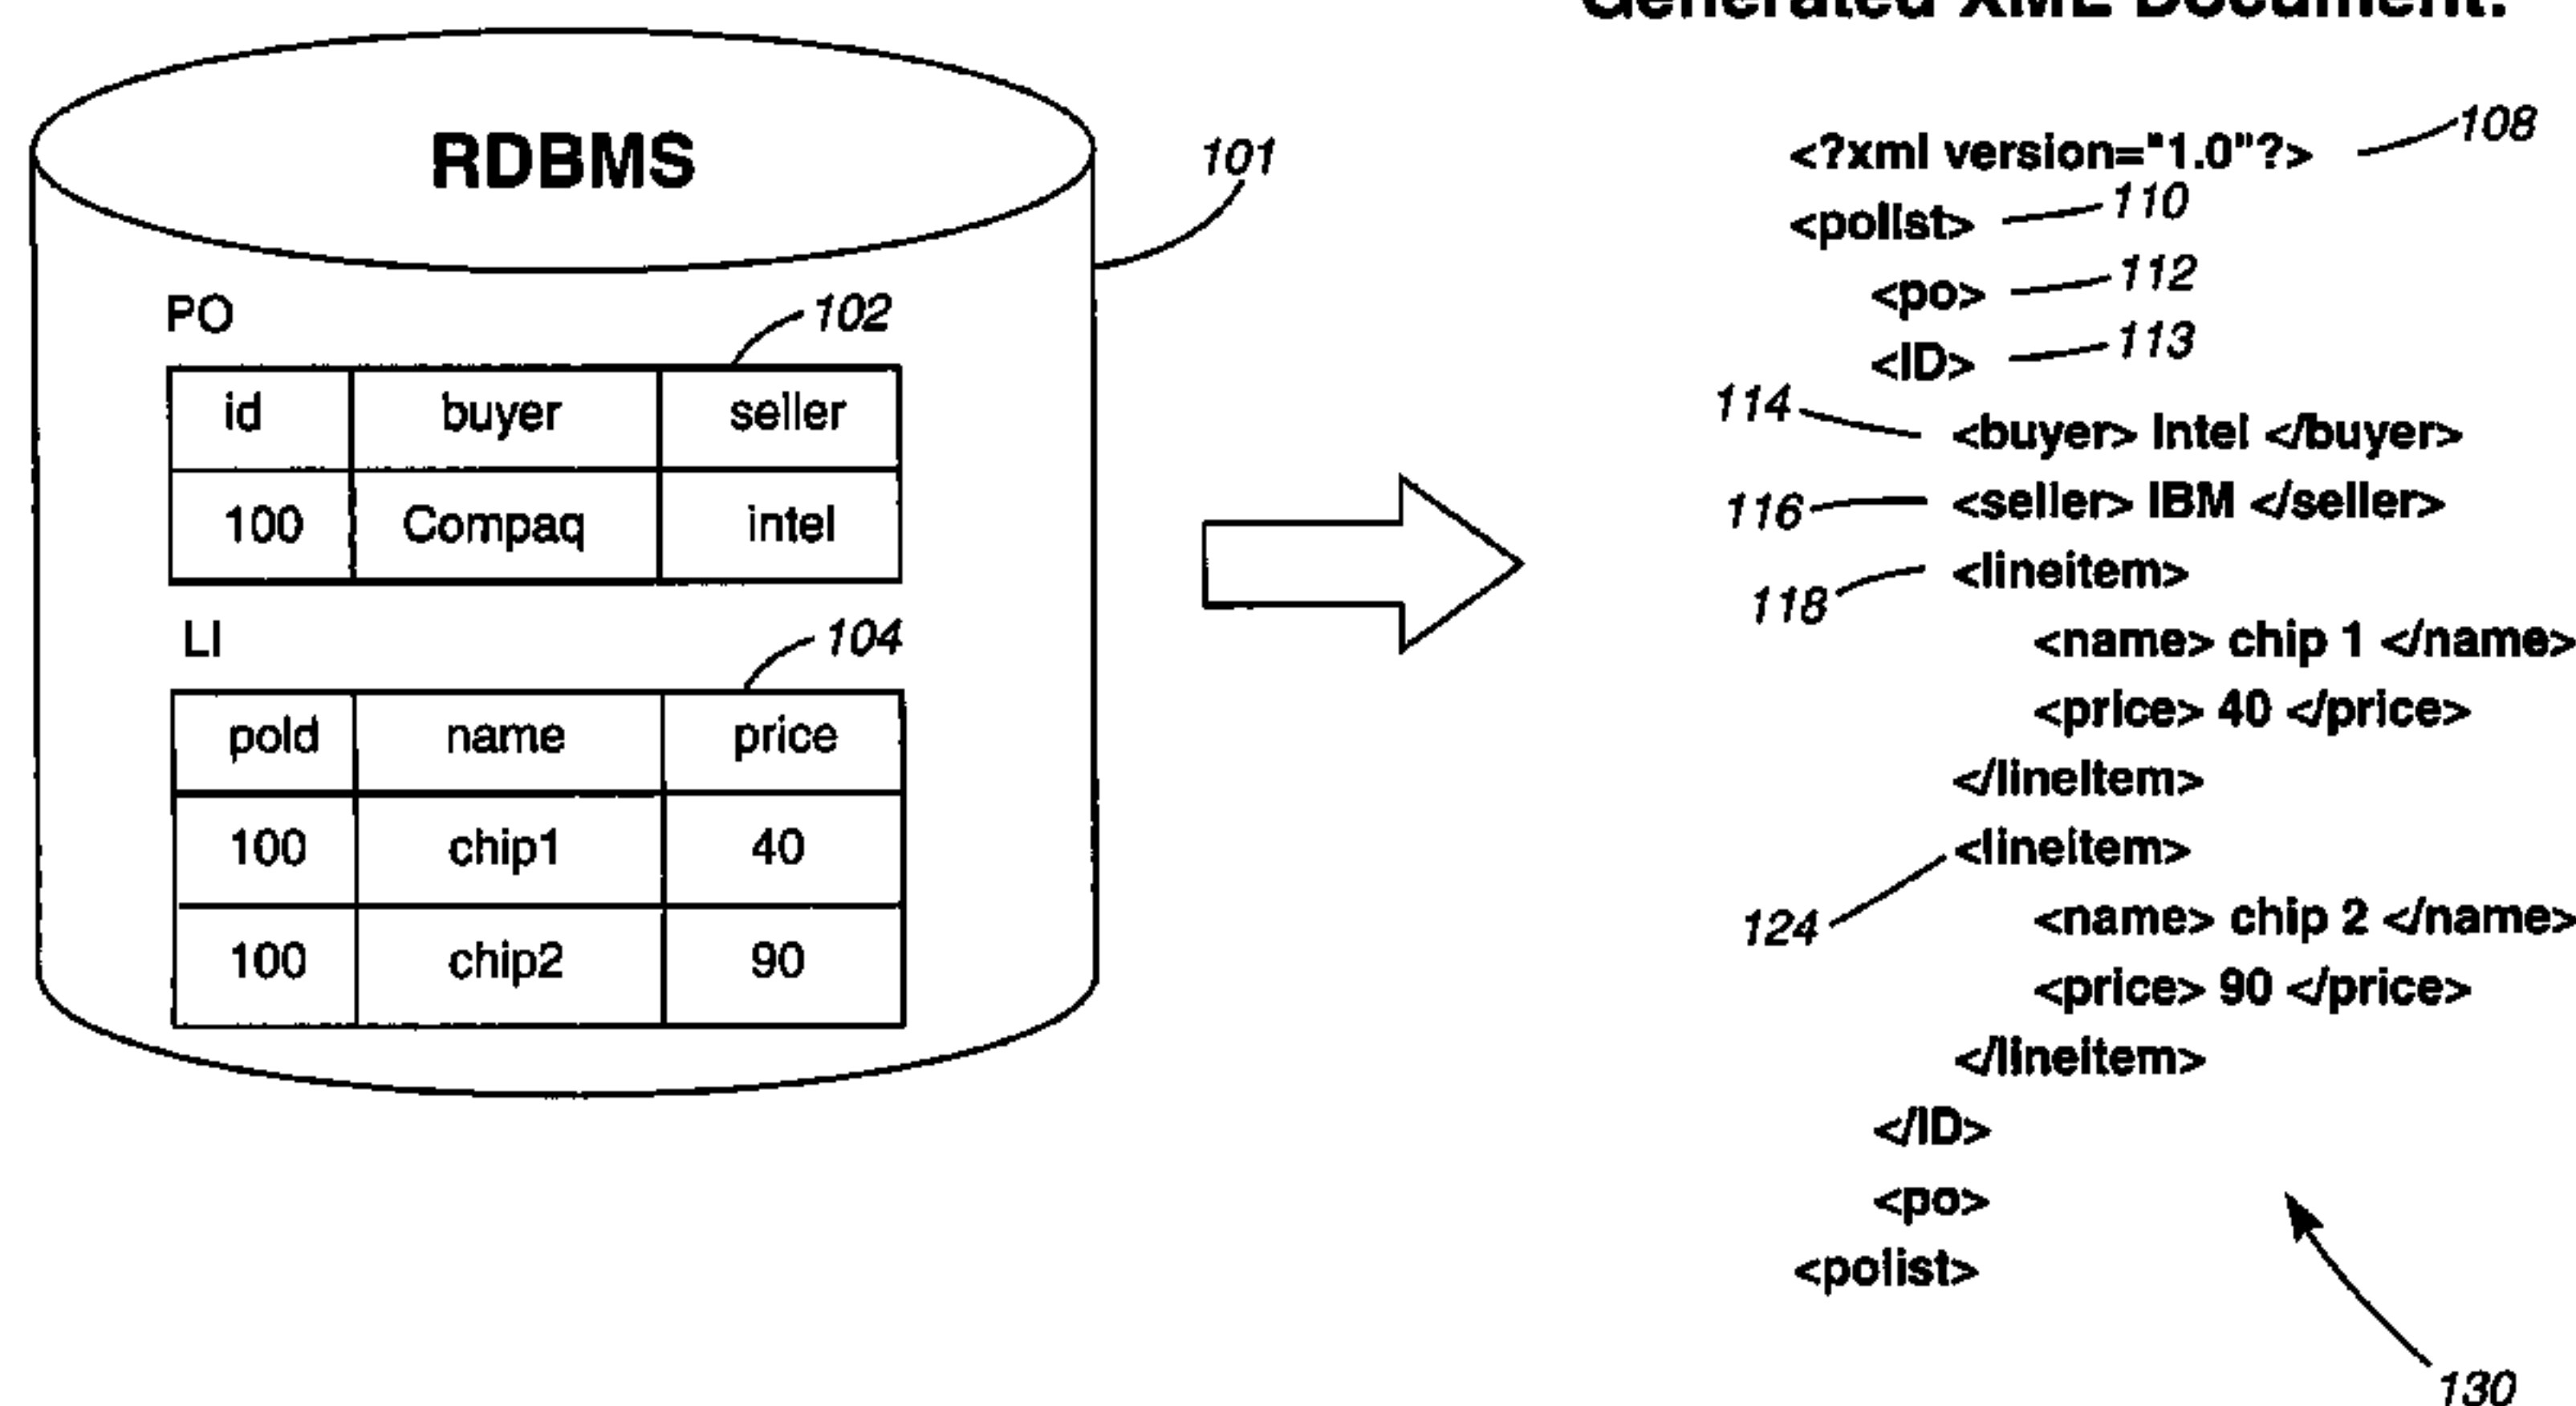 Generated XML Document:
RDBMS
101
PO
102
id buyer seller
100 Compaq intel
LI
104
poId name price
100 chip1 40
100 chip2 90
<?xml version="1.0"?> 108
<polist> 110
<po> 112
<ID> 113
114 <buyer> Intel </buyer>
116 <seller> IBM </seller>
118 <lineitem>
<name> chip 1 </name>
<price> 40 </price>
</lineitem>
124 <lineitem>
<name> chip 2 </name>
<price> 90 </price>
</lineitem>
</ID>
<po>
<polist>
130